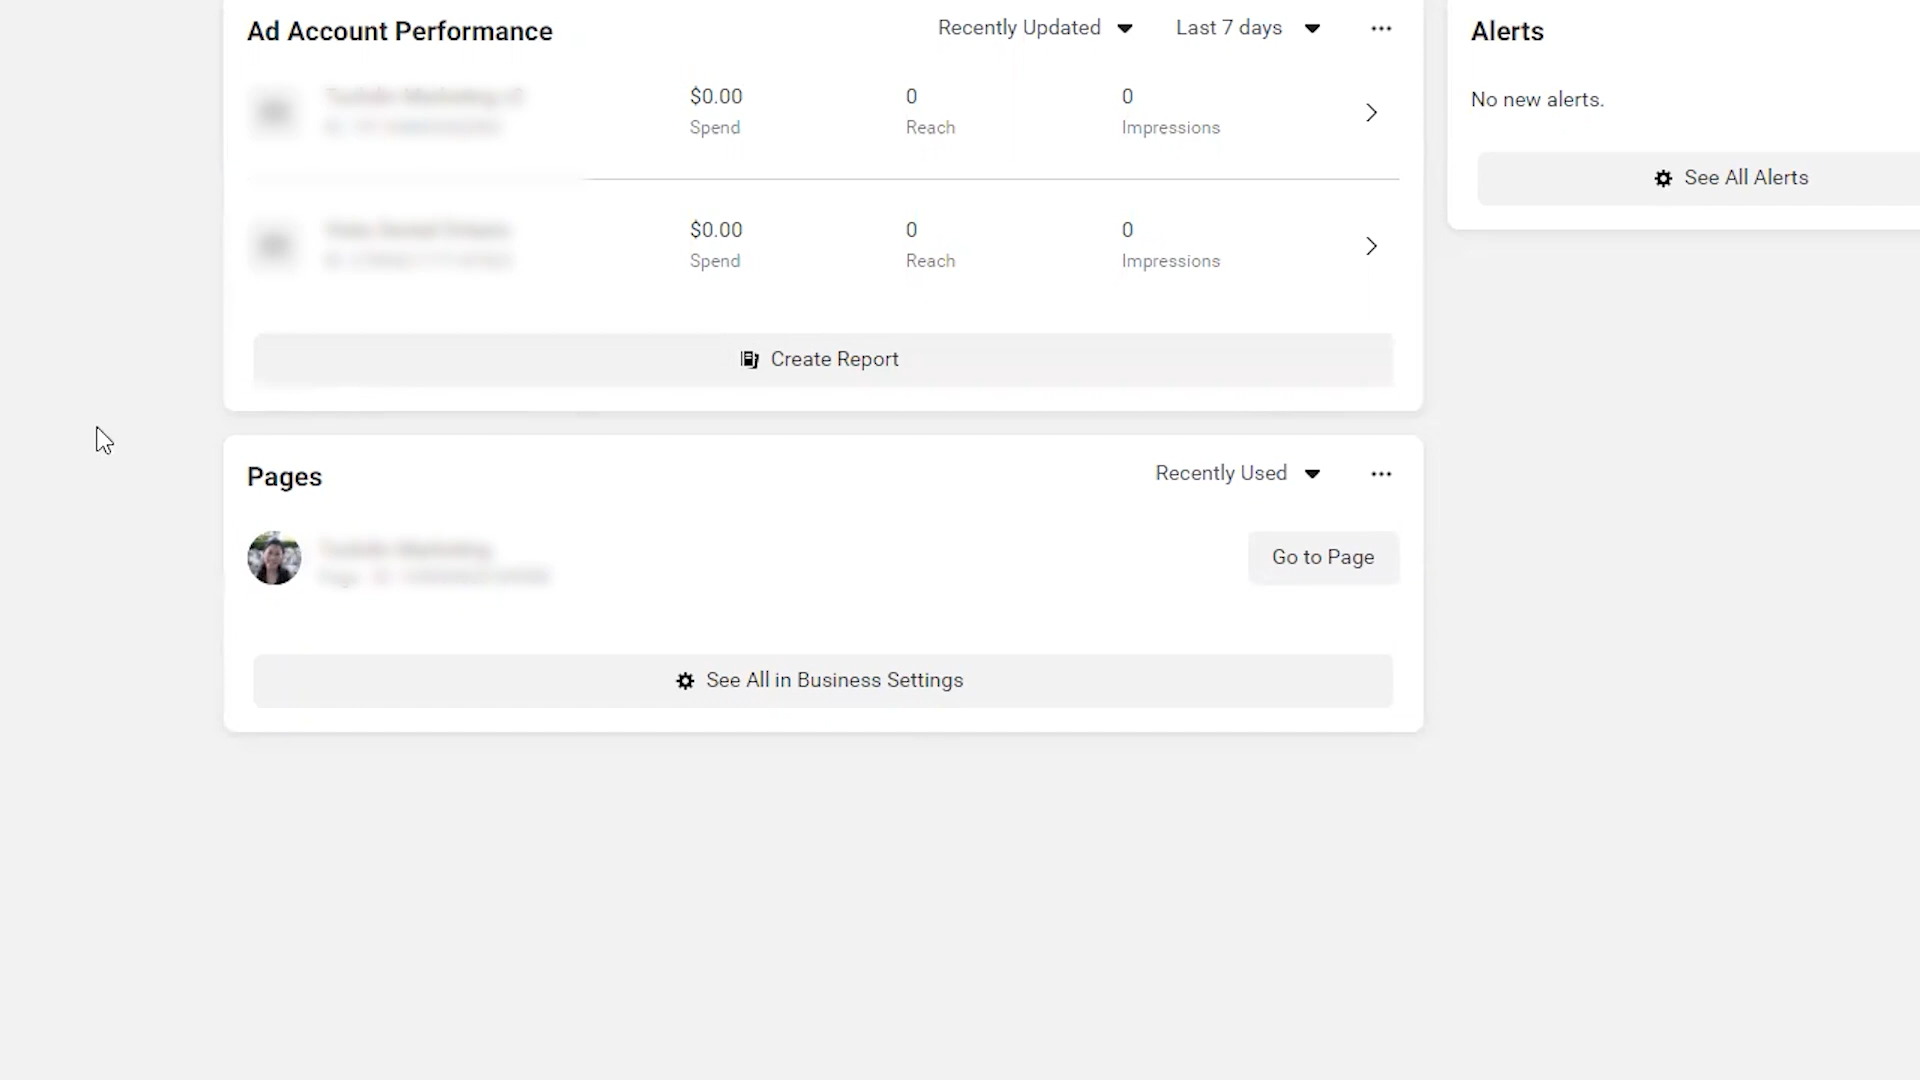 Ad Account Performance
Recently Updated
Last 7 days
Alerts
No new alerts.
See All Alerts
$0.00
0
0
Spend
Reach
Impressions
$0.00
0
0
Spend
Reach
Impressions
Create Report
Pages
Recently Used
Go to Page
See All in Business Settings